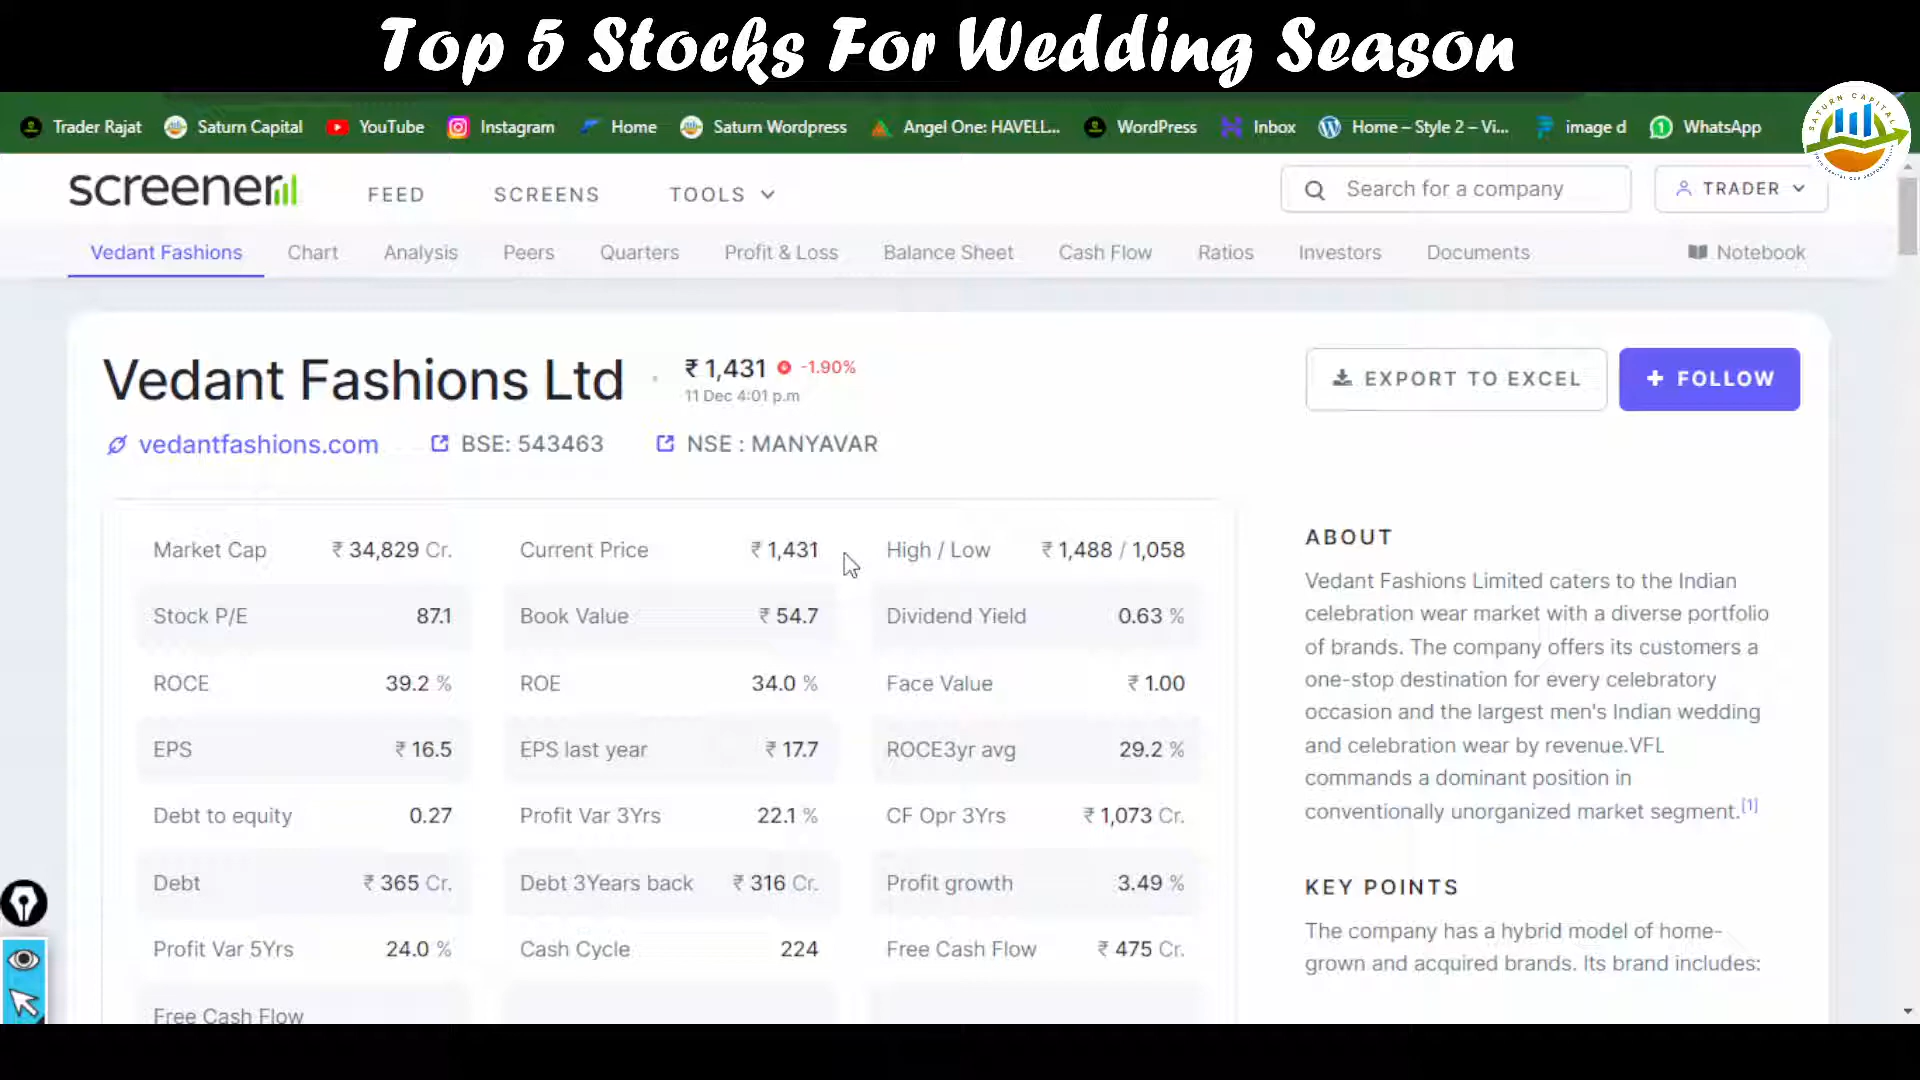 Top 5 Stocks For Wedding Season
Trader Rajat Saturn Capital YouTube Instagram Home Saturn Wordpress Angel One: HAVELL... WordPress Inbox Home – Style 2 – Vi... image d WhatsApp
SATURN CAPITAL
screener FEED SCREENS TOOLS Search for a company TRADER
Vedant Fashions Chart Analysis Peers Quarters Profit & Loss Balance Sheet Cash Flow Ratios Investors Documents Notebook
Vedant Fashions Ltd ₹ 1,431 -1.90% EXPORT TO EXCEL + FOLLOW
11 Dec 4:01 p.m
vedantfashions.com BSE: 543463 NSE : MANYAVAR
Market Cap ₹ 34,829 Cr. Current Price ₹ 1,431 High / Low ₹ 1,488 / 1,058
Stock P/E 87.1 Book Value ₹ 54.7 Dividend Yield 0.63 %
ROCE 39.2 % ROE 34.0 % Face Value ₹ 1.00
EPS ₹ 16.5 EPS last year ₹ 17.7 ROCE3yr avg 29.2 %
Debt to equity 0.27 Profit Var 3Yrs 22.1 % CF Opr 3Yrs ₹ 1,073 Cr.
Debt ₹ 365 Cr. Debt 3Years back ₹ 316 Cr. Profit growth 3.49 %
Profit Var 5Yrs 24.0 % Cash Cycle 224 Free Cash Flow ₹ 475 Cr.
Free Cash Flow
ABOUT
Vedant Fashions Limited caters to the Indian
celebration wear market with a diverse portfolio
of brands. The company offers its customers a
one-stop destination for every celebratory
occasion and the largest men's Indian wedding
and celebration wear by revenue.VFL
commands a dominant position in
conventionally unorganized market segment.[1]
KEY POINTS
The company has a hybrid model of home-
grown and acquired brands. Its brand includes: